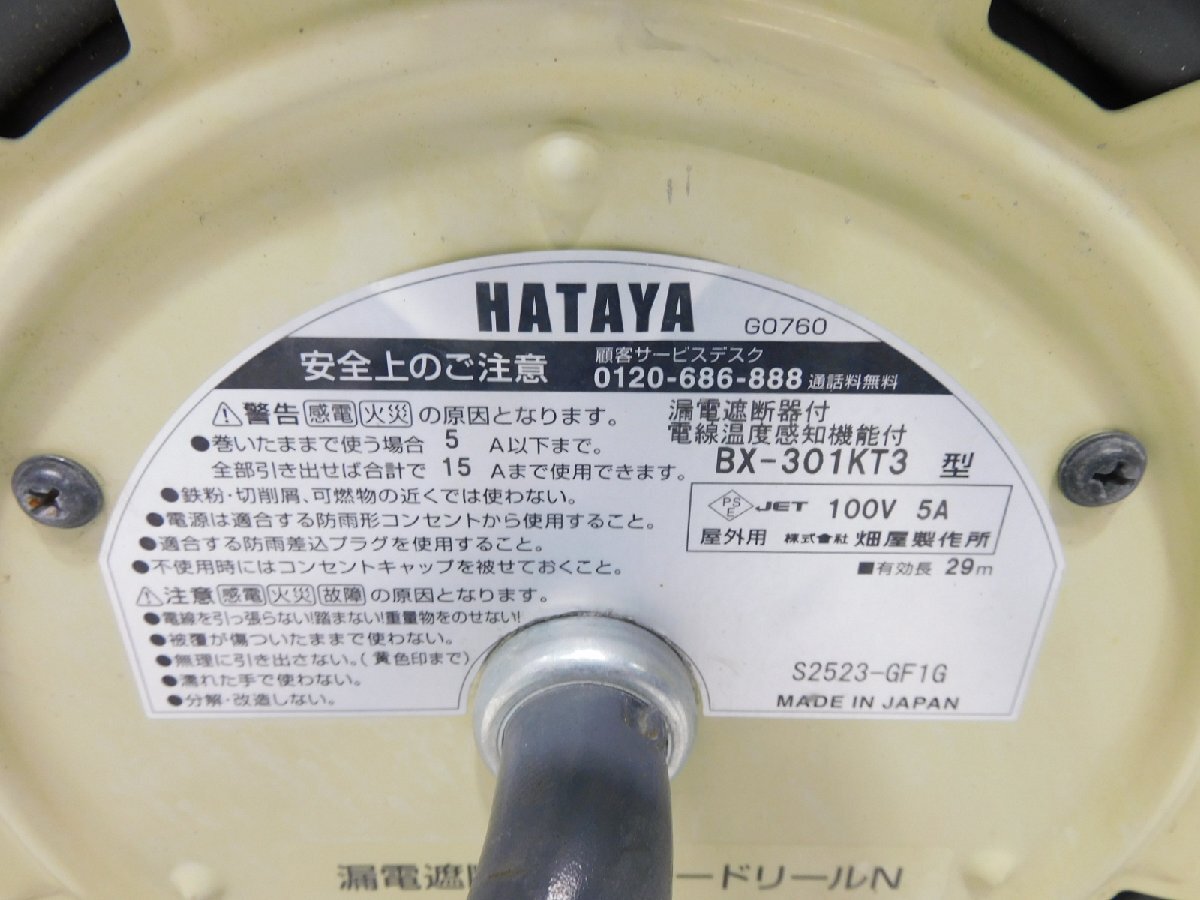 HATAYA G0760
安全上のご注意
顧客サービスデスク
0120-686-888 通話料無料
警告 感電 火災 の原因となります。
●巻いたままで使う場合 5 A以下まで。
全部引き出せば合計で 15 Aまで使用できます。
●鉄粉・切削屑、可燃物の近くでは使わない。
●電源は適合する防雨形コンセントから使用すること。
●適合する防雨差込プラグを使用すること。
●不使用時にはコンセントキャップを被せておくこと。
注意 感電 火災 故障 の原因となります。
●電線を引っ張らない!踏まない!重量物をのせない!
●被覆が傷ついたままで使わない。
●無理に引き出さない。(黄色印まで)
●濡れた手で使わない。
●分解・改造しない。
漏電遮断器付
電線温度感知機能付
BX-301KT3 型
PSE JET 100V 5A
屋外用 株式会社 畑屋製作所
■有効長 29m
S2523-GF1G
MADE IN JAPAN
漏電遮 ードリールN